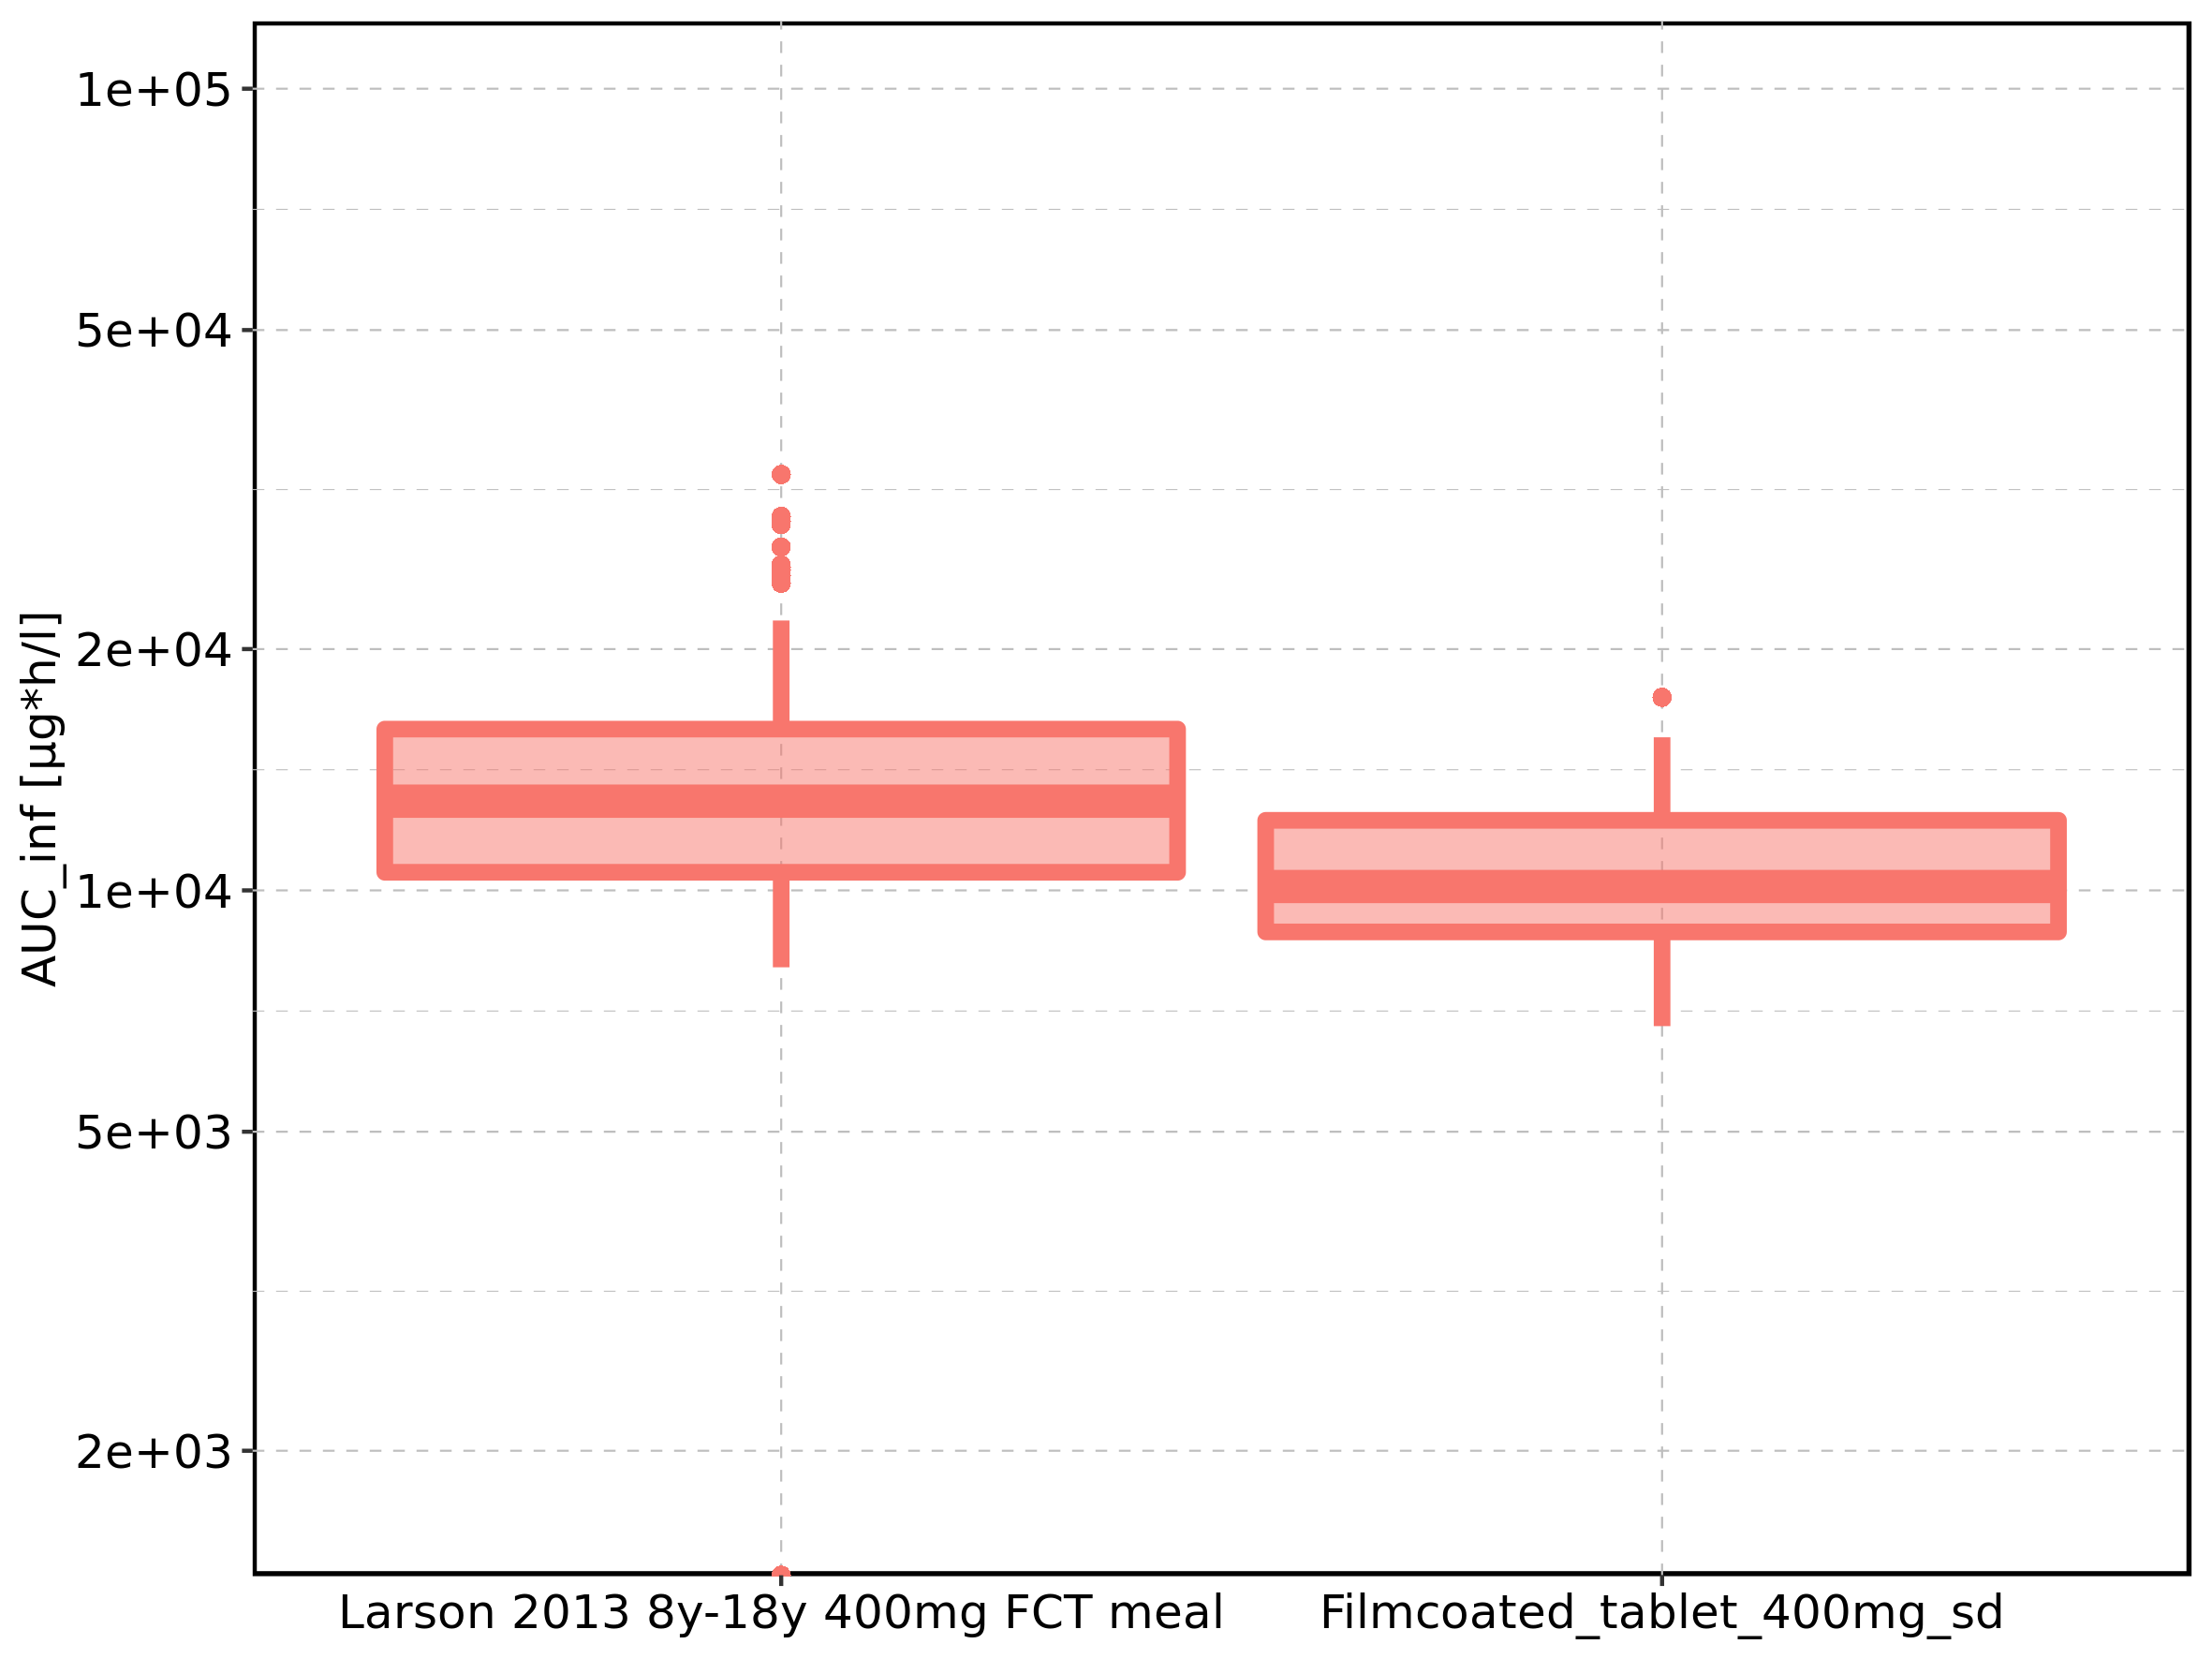 AUC_inf [µg*h/l]
1e+05
5e+04
2e+04
1e+04
5e+03
2e+03
Larson 2013 8y-18y 400mg FCT meal
Filmcoated_tablet_400mg_sd